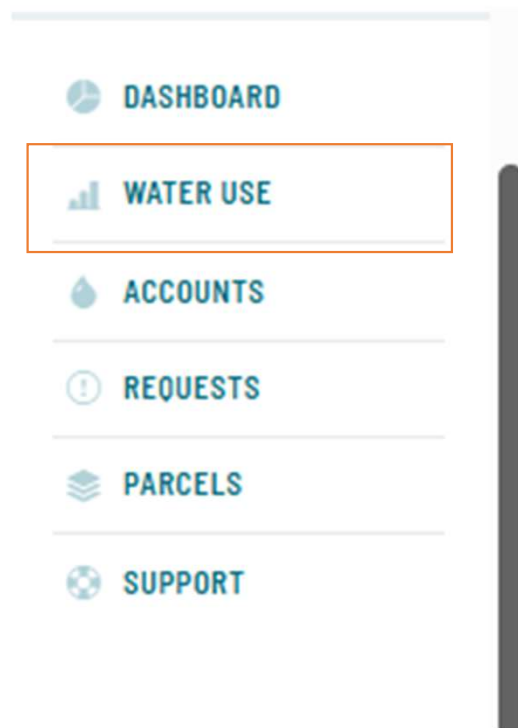 DASHBOARD
WATER USE
ACCOUNTS
REQUESTS
PARCELS
SUPPORT